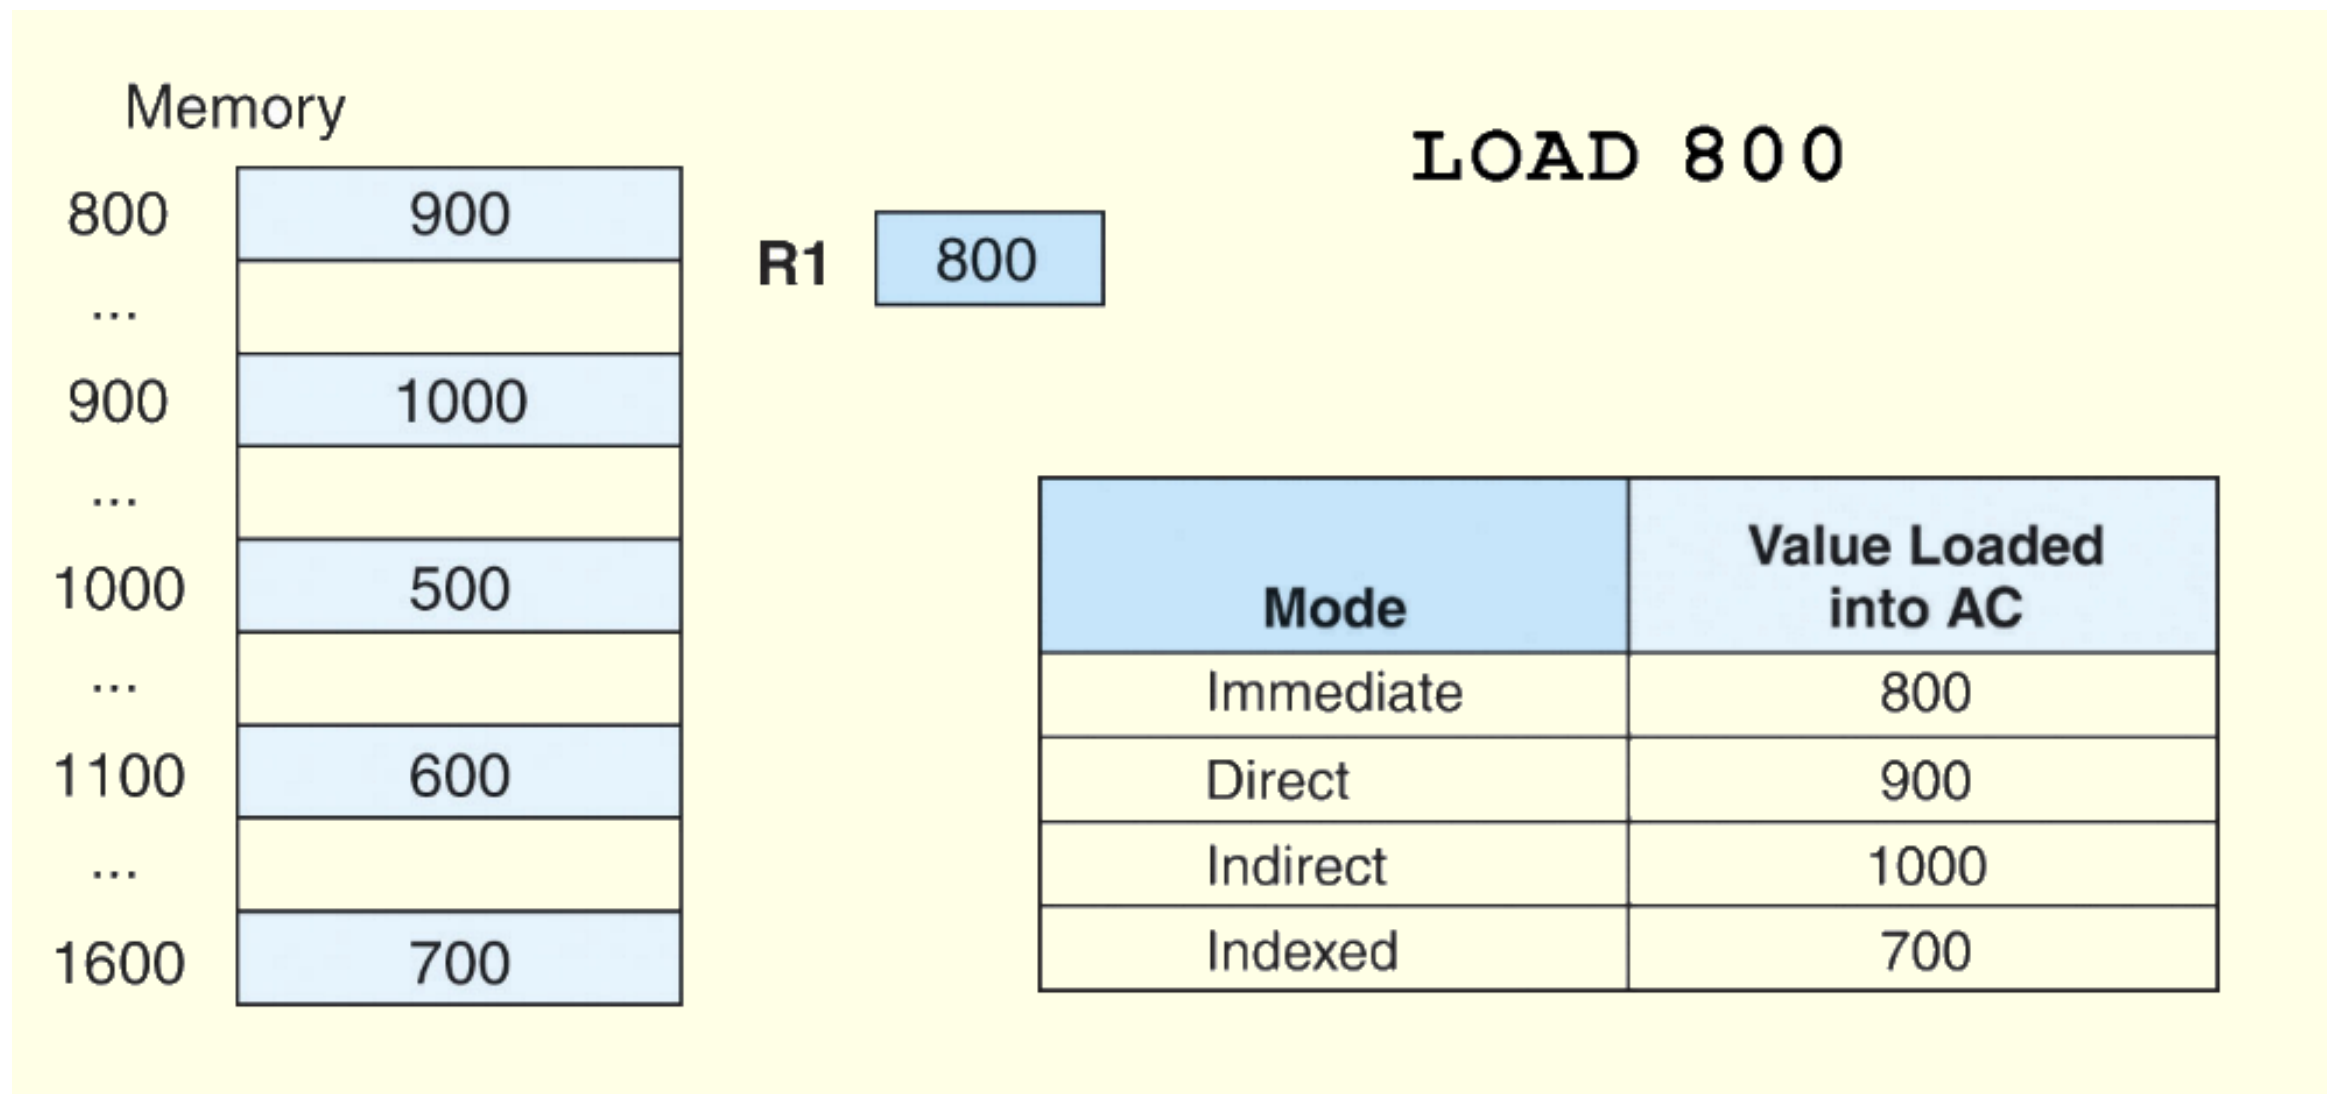 Memory
800 900
...
900 1000
...
1000 500
...
1100 600
...
1600 700
R1 800
LOAD 800
Mode Value Loaded
into AC
Immediate 800
Direct 900
Indirect 1000
Indexed 700